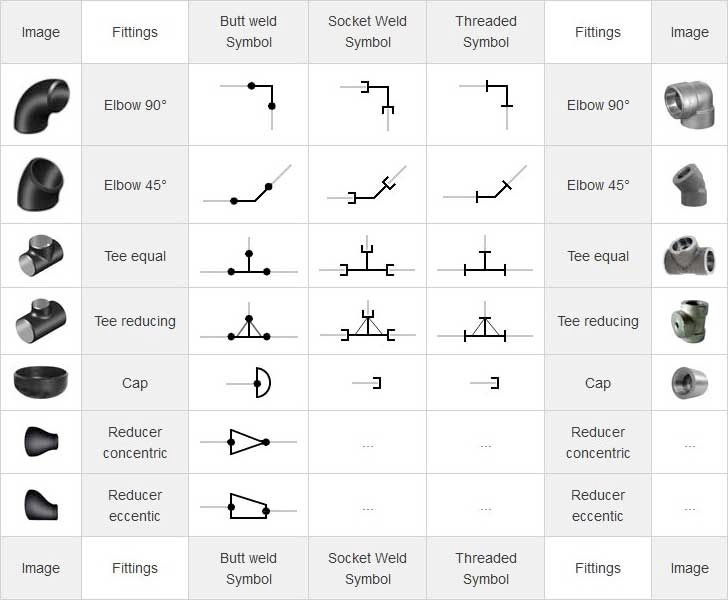 Image Fittings Butt weld Symbol Socket Weld Symbol Threaded Symbol Fittings Image
Elbow 90° Elbow 90°
Elbow 45° Elbow 45°
Tee equal Tee equal
Tee reducing Tee reducing
Cap Cap
Reducer concentric ... ... Reducer concentric ...
Reducer eccentic ... ... Reducer eccentic ...
Image Fittings Butt weld Symbol Socket Weld Symbol Threaded Symbol Fittings Image